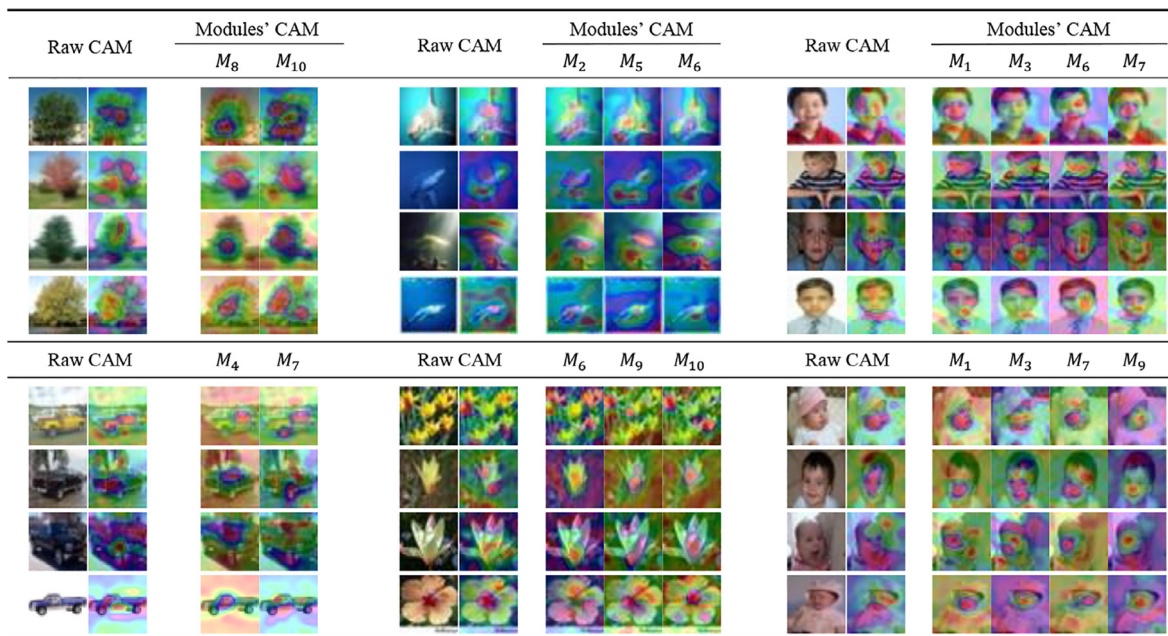 Raw CAM Modules' CAM Raw CAM Modules' CAM Raw CAM Modules' CAM
M₈ M₁₀ M₂ M₅ M₆ M₁ M₃ M₆ M₇
Raw CAM M₄ M₇ Raw CAM M₆ M₉ M₁₀ Raw CAM M₁ M₃ M₇ M₉